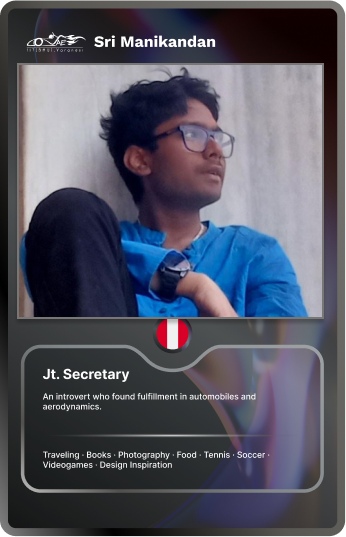 Sri Manikandan
Jt. Secretary
An introvert who found fulfillment in automobiles and
aerodynamics.
Traveling · Books · Photography · Food · Tennis · Soccer ·
Videogames · Design Inspiration